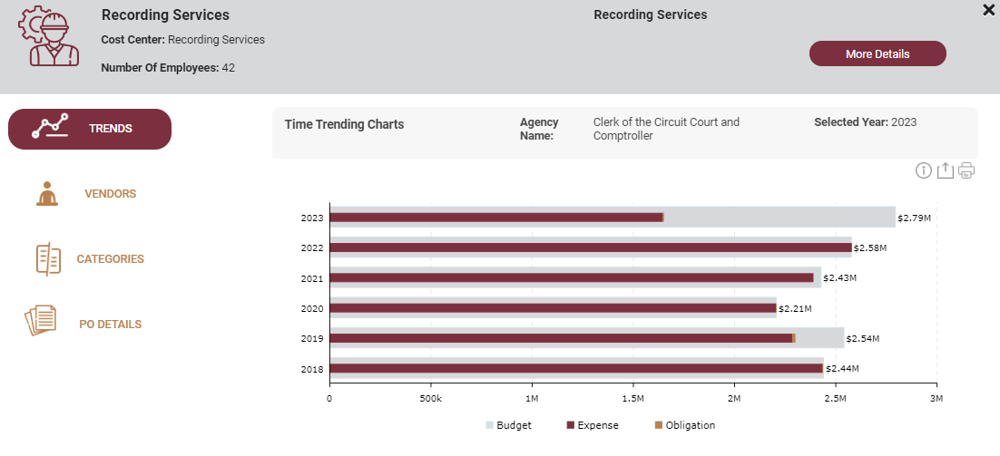 Recording Services
Cost Center: Recording Services
Number Of Employees: 42
Recording Services
More Details
TRENDS
VENDORS
CATEGORIES
PO DETAILS
Time Trending Charts
Agency
Name:
Clerk of the Circuit Court and
Comptroller
Selected Year: 2023
2023 $2.79M
2022 $2.58M
2021 $2.43M
2020 $2.21M
2019 $2.54M
2018 $2.44M
0 500k 1M 1.5M 2M 2.5M 3M
Budget Expense Obligation